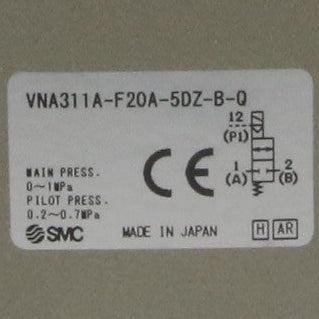 VNA311A-F20A-5DZ-B-Q
12
(P1)
1
(A)
2
(B)
CE
MAIN PRESS.
0~1MPa
PILOT PRESS.
0.2~0.7MPa
SMC
MADE IN JAPAN
H AR